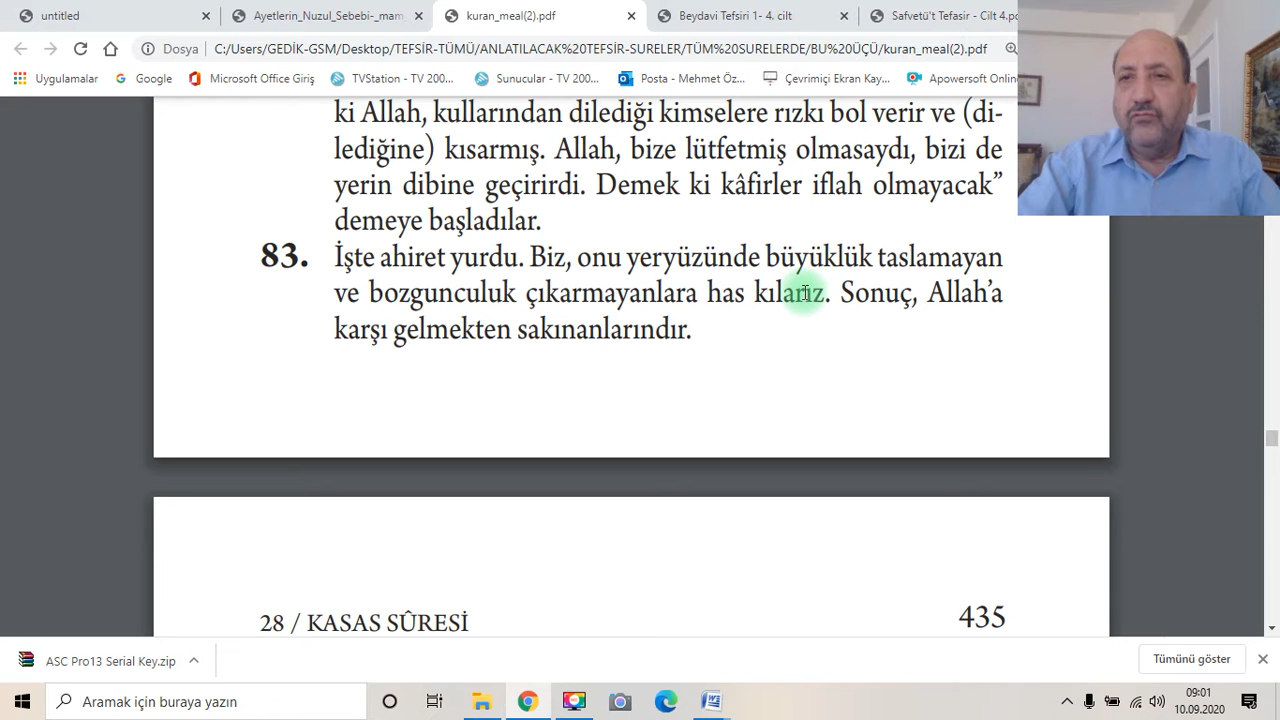 untitled
Ayetlerin_Nuzul_Sebebi-_mam
kuran_meal(2).pdf
Beydavi Tefsiri 1- 4. cilt
Safvetü't Tefasir - Cilt 4.p
Dosya
C:/Users/GEDİK-GSM/Desktop/TEFSİR-TÜMÜ/ANLATILACAK%20TEFSİR-SURELER/TÜM%20SURELERDE/BU%20ÜÇÜ/kuran_meal(2).pdf
Uygulamalar
Google
Microsoft Office Giriş
TVStation - TV 200...
Sunucular - TV 200...
Posta - Mehmet Öz...
Çevrimiçi Ekran Kay...
Apowersoft Onlin
ki Allah, kullarından dilediği kimselere rızkı bol verir ve (di-
lediğine) kısarmış. Allah, bize lütfetmiş olmasaydı, bizi de
yerin dibine geçirirdi. Demek ki kâfirler iflah olmayacak”
demeye başladılar.
83. İşte ahiret yurdu. Biz, onu yeryüzünde büyüklük taslamayan
ve bozgunculuk çıkarmayanlara has kılarız. Sonuç, Allah’a
karşı gelmekten sakınanlarındır.
28 / KASAS SÛRESİ
435
ASC Pro13 Serial Key.zip
Tümünü göster
Aramak için buraya yazın
09:01
10.09.2020